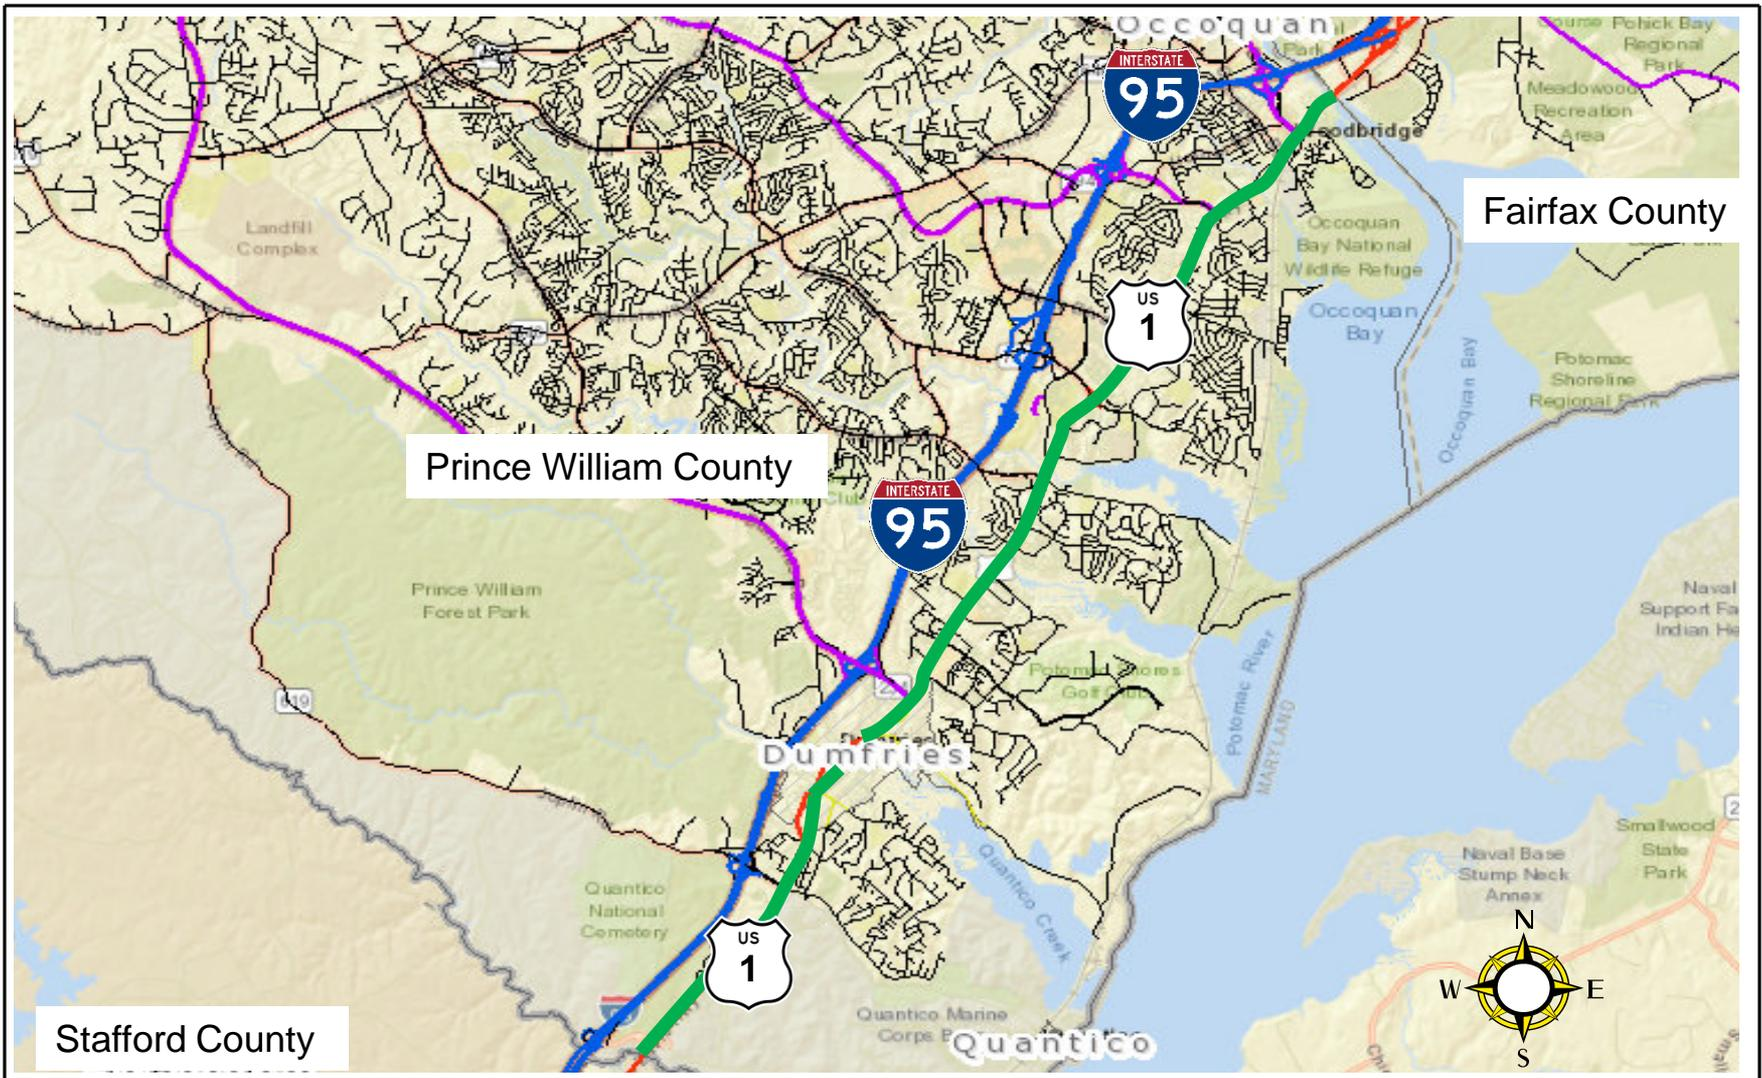 Occoquan
Pohick Bay
Regional
Park
Park
INTERSTATE
95
Meadowood
Recreation
Area
Fairfax County
Landfill
Complex
Occoquan
Bay National
Wildlife Refuge
US
1
Occoquan
Bay
Occoquan Bay
Potomac
Shoreline
Regional Park
Prince William County
INTERSTATE
95
Prince William
Forest Park
Naval
Support Fa
Indian He
619
Potomac Shores
Golf Club
Potomac River
MARYLAND
Dumfries
Smallwood
State
Park
Naval Base
Stump Neck
Annex
Quantico
National
Cemetery
Quantico Creek
US
1
N
W
E
S
Quantico Marine
Corps B
Quantico
Stafford County